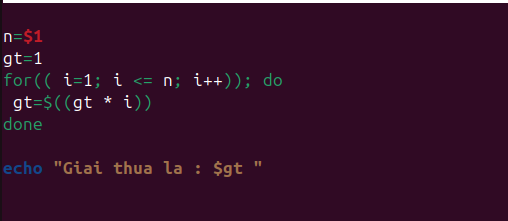 n=$1
gt=1
for(( i=1; i <= n; i++)); do
 gt=$((gt * i))
done
echo "Giai thua la : $gt "